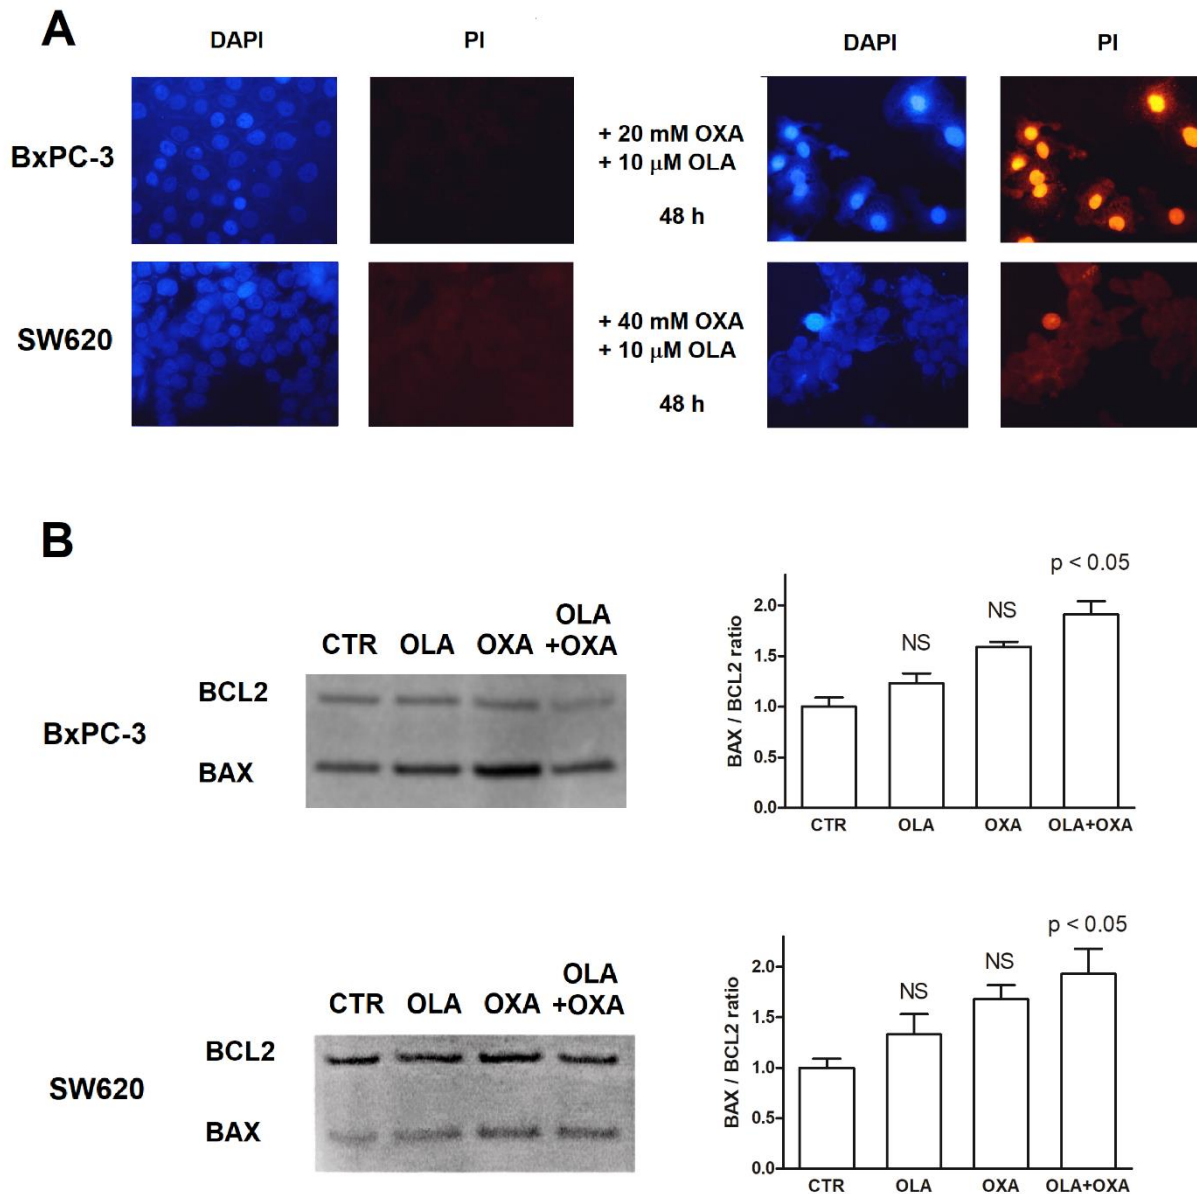 A
DAPI
PI
DAPI
PI
BxPC-3
+ 20 mM OXA
+ 10 μM OLA
48 h
SW620
+ 40 mM OXA
+ 10 μM OLA
48 h
B
BxPC-3
CTR OLA OXA OLA +OXA
BCL2
BAX
BAX / BCL2 ratio
2.0
1.5
1.0
0.5
0.0
NS
NS
p < 0.05
CTR OLA OXA OLA+OXA
SW620
CTR OLA OXA OLA +OXA
BCL2
BAX
BAX / BCL2 ratio
2.0
1.5
1.0
0.5
0.0
NS
NS
p < 0.05
CTR OLA OXA OLA+OXA